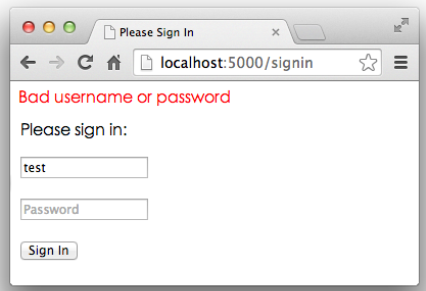 Please Sign In
localhost:5000/signin
Bad username or password
Please sign in:
test
Password
Sign In